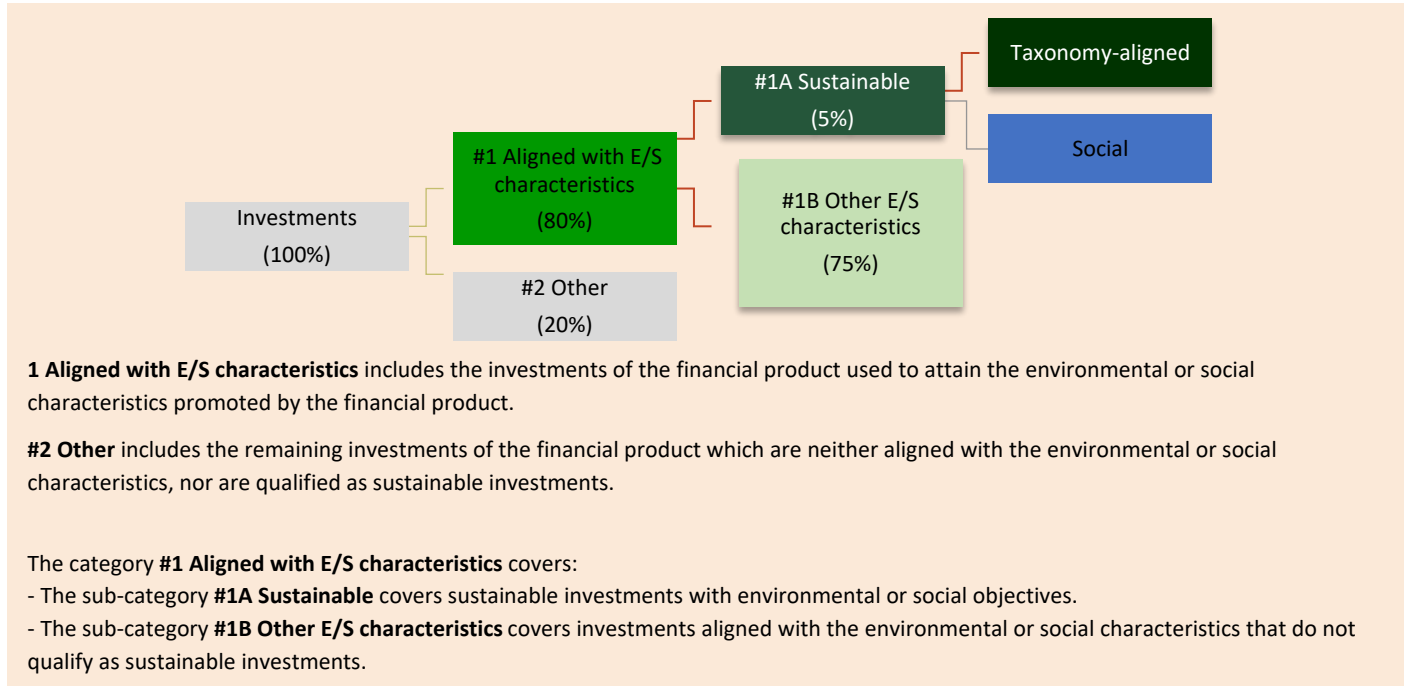 Taxonomy-aligned
#1A Sustainable
(5%)
Social
#1 Aligned with E/S
characteristics
(80%)
#1B Other E/S
characteristics
(75%)
Investments
(100%)
#2 Other
(20%)
1 Aligned with E/S characteristics includes the investments of the financial product used to attain the environmental or social
characteristics promoted by the financial product.
#2 Other includes the remaining investments of the financial product which are neither aligned with the environmental or social
characteristics, nor are qualified as sustainable investments.
The category #1 Aligned with E/S characteristics covers:
- The sub-category #1A Sustainable covers sustainable investments with environmental or social objectives.
- The sub-category #1B Other E/S characteristics covers investments aligned with the environmental or social characteristics that do not
qualify as sustainable investments.